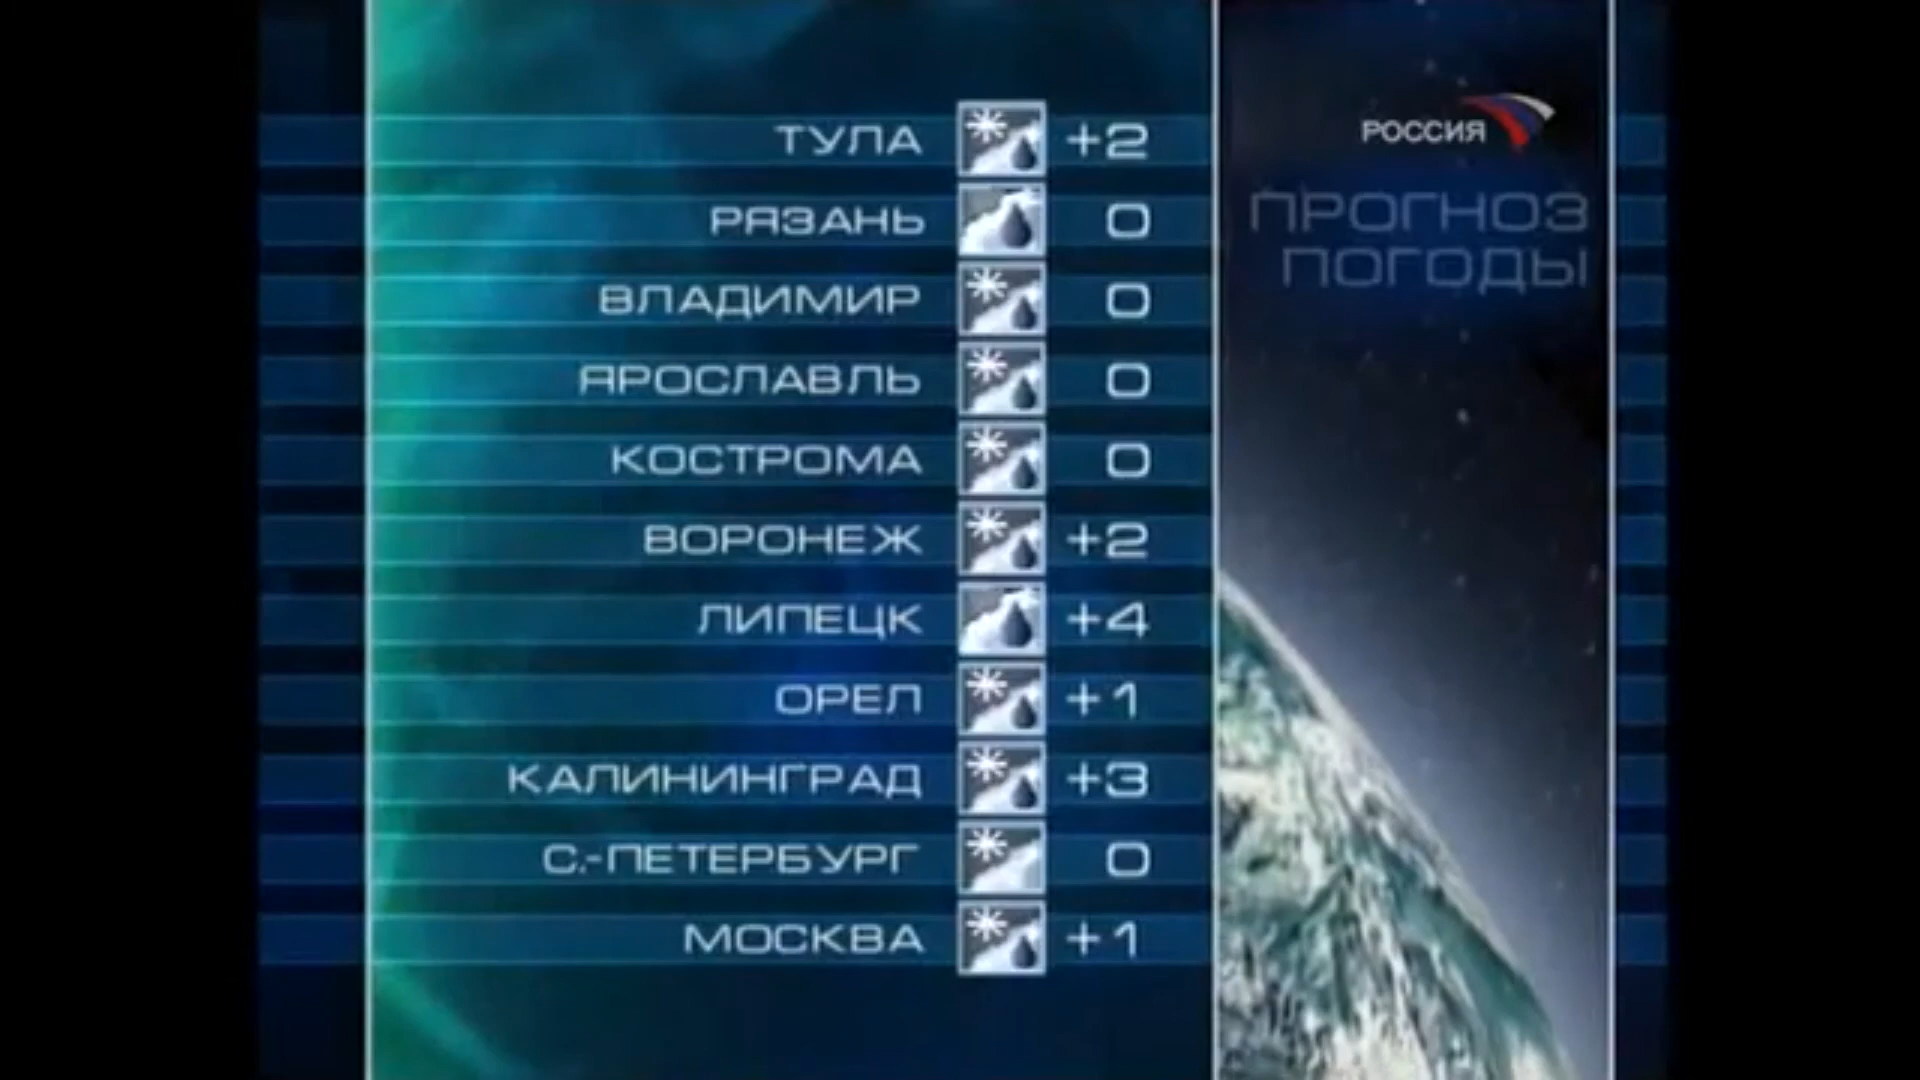 ТУЛА +2
РЯЗАНЬ 0
ВЛАДИМИР 0
ЯРОСЛАВЛЬ 0
КОСТРОМА 0
ВОРОНЕЖ +2
ЛИПЕЦК +4
ОРЕЛ +1
КАЛИНИНГРАД +3
С.-ПЕТЕРБУРГ 0
МОСКВА +1
РОССИЯ
ПРОГНОЗ
ПОГОДЫ